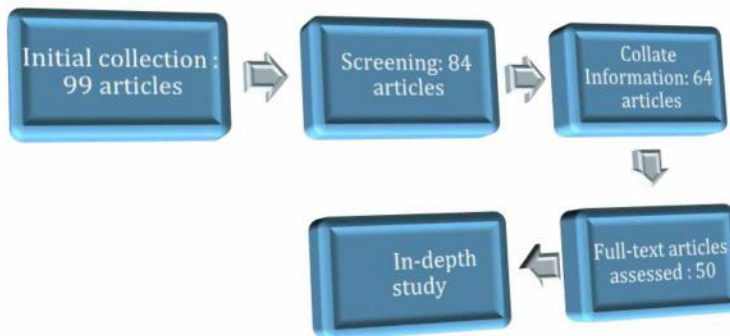 Initial collection :
99 articles
Screening: 84
articles
Collate
Information: 64
articles
Full-text articles
assessed : 50
In-depth
study